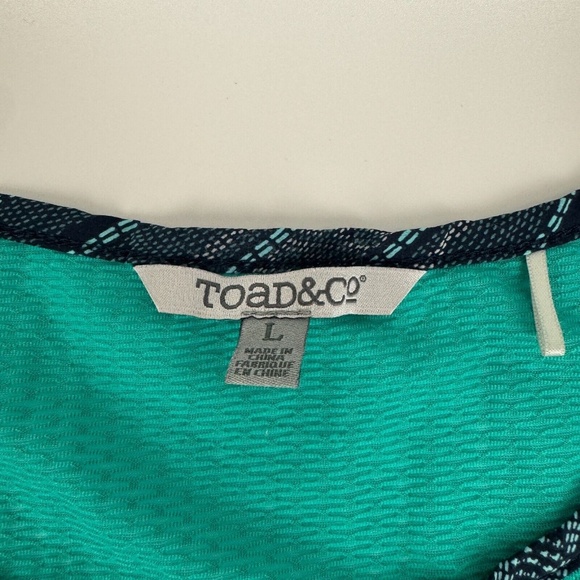 TOAD&CO®
L
MADE IN
CHINA
FABRIQUE
EN CHINE